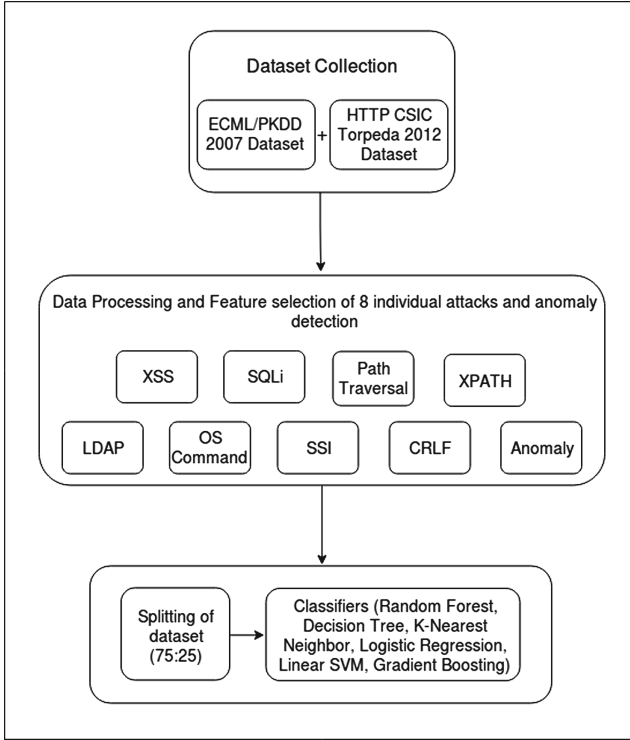 Dataset Collection
ECML/PKDD
2007 Dataset
+
HTTP CSIC
Torpeda 2012
Dataset
Data Processing and Feature selection of 8 individual attacks and anomaly
detection
XSS
SQLi
Path
Traversal
XPATH
LDAP
OS
Command
SSI
CRLF
Anomaly
Splitting of
dataset
(75:25)
Classifiers (Random Forest,
Decision Tree, K-Nearest
Neighbor, Logistic Regression,
Linear SVM, Gradient Boosting)